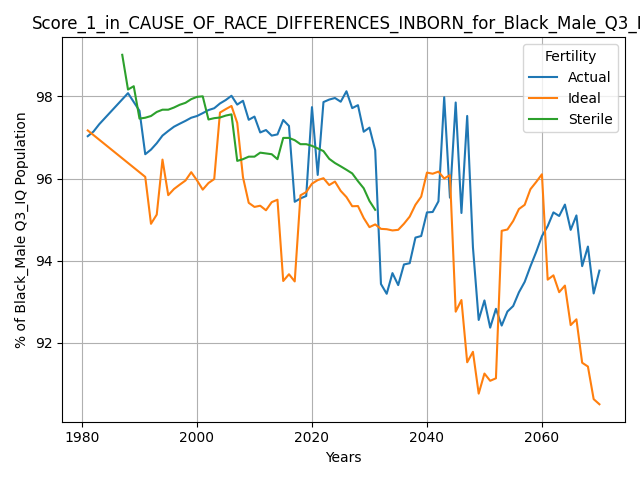 Score_1_in_CAUSE_OF_RACE_DIFFERENCES_INBORN_for_Black_Male_Q3_I
Fertility
Actual
Ideal
Sterile
% of Black_Male Q3_IQ Population
98
96
94
92
1980 2000 2020 2040 2060
Years